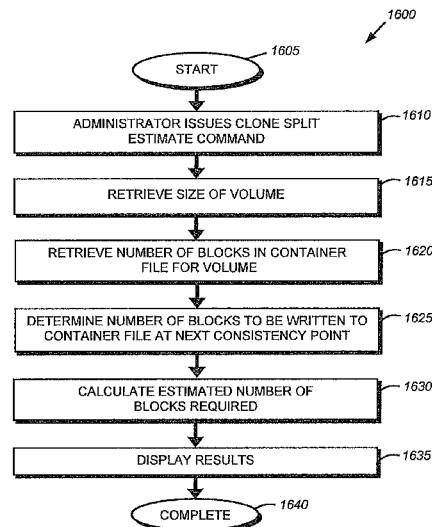 1600
1605
START
1610
ADMINISTRATOR ISSUES CLONE SPLIT
ESTIMATE COMMAND
1615
RETRIEVE SIZE OF VOLUME
1620
RETRIEVE NUMBER OF BLOCKS IN CONTAINER
FILE FOR VOLUME
1625
DETERMINE NUMBER OF BLOCKS TO BE WRITTEN TO
CONTAINER FILE AT NEXT CONSISTENCY POINT
1630
CALCULATE ESTIMATED NUMBER OF
BLOCKS REQUIRED
1635
DISPLAY RESULTS
1640
COMPLETE